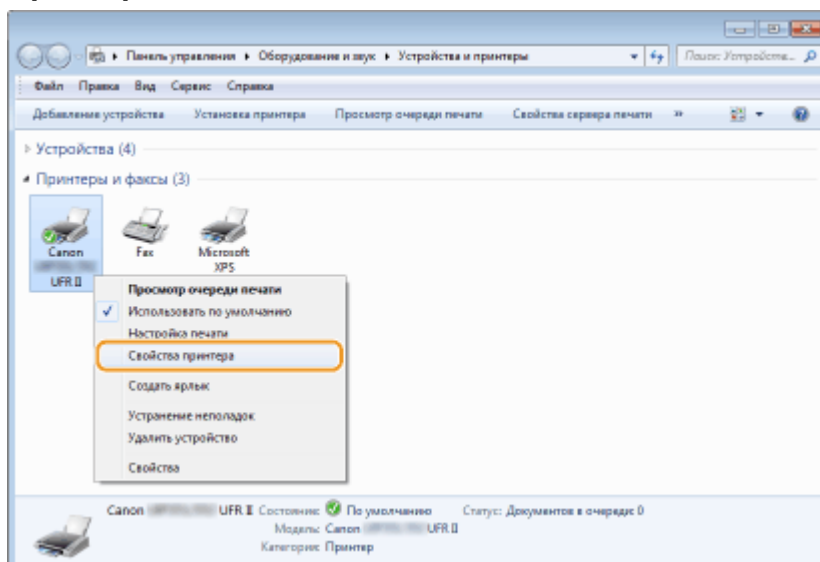 Панель управления ▸ Оборудование и звук ▸ Устройства и принтеры
Поиск: Устройств...
Файл Правка Вид Сервис Справка
Добавление устройства Установка принтера Просмотр очереди печати Свойства сервера печати »
Устройства (4)
Принтеры и факсы (3)
Canon
UFR II
Fax
Microsoft
XPS
Просмотр очереди печати
Использовать по умолчанию
Настройка печати
Свойства принтера
Создать ярлык
Устранение неполадок
Удалить устройство
Свойства
Canon UFR II Состояние: По умолчанию Статус: Документов в очереди: 0
Модель: Canon UFR II
Категория: Принтер